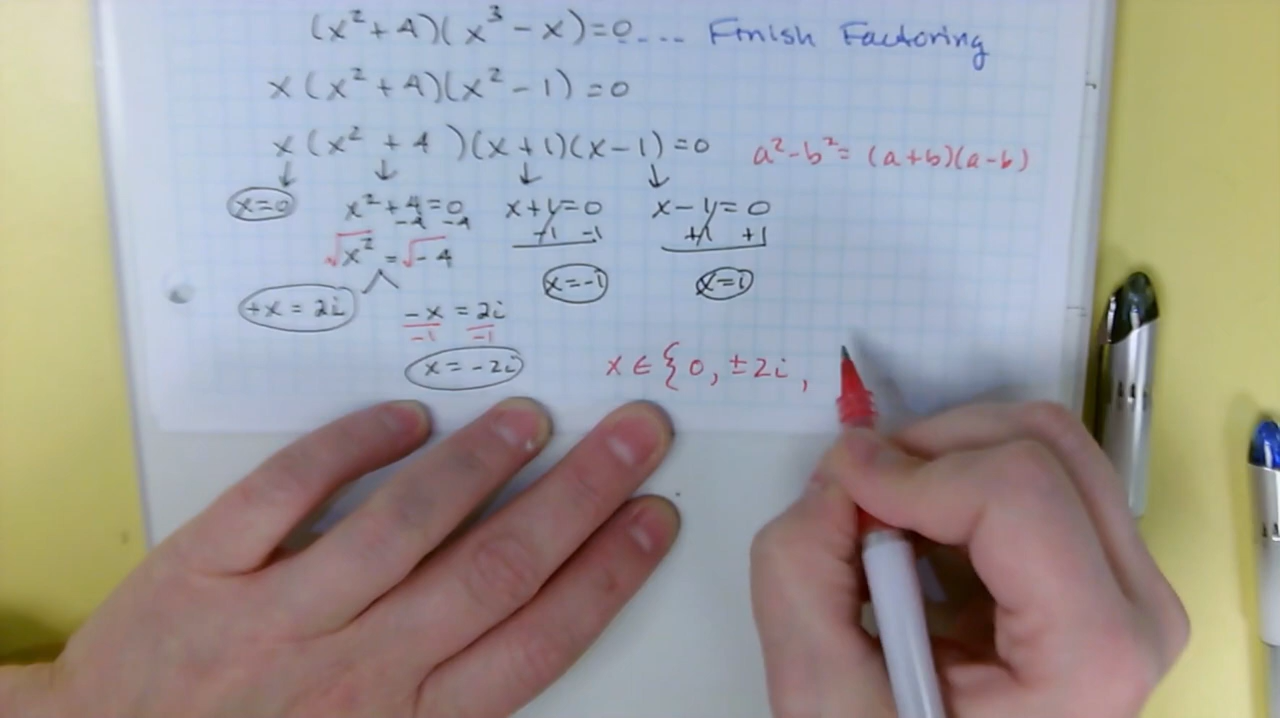 (x²+4)(x³-x)=0... Finish Factoring
x(x²+4)(x²-1)=0
x(x²+4)(x+1)(x-1)=0 a²-b²=(a+b)(a-b)
↓ ↓ ↓ ↓
x=0 x²+4=0 x+1=0 x-1=0
-4 -4 -1 -1 +1 +1
√x² = √-4
x=-1 x=1
+x=2i -x=2i
-1 -1
x=-2i x∈{0, ±2i,